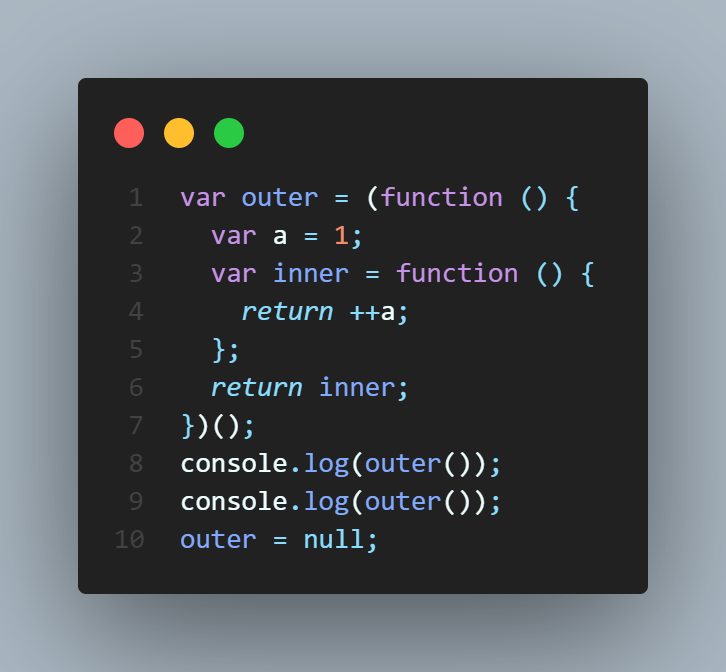 1 var outer = (function () {
2   var a = 1;
3   var inner = function () {
4     return ++a;
5   };
6   return inner;
7 })();
8 console.log(outer());
9 console.log(outer());
10 outer = null;